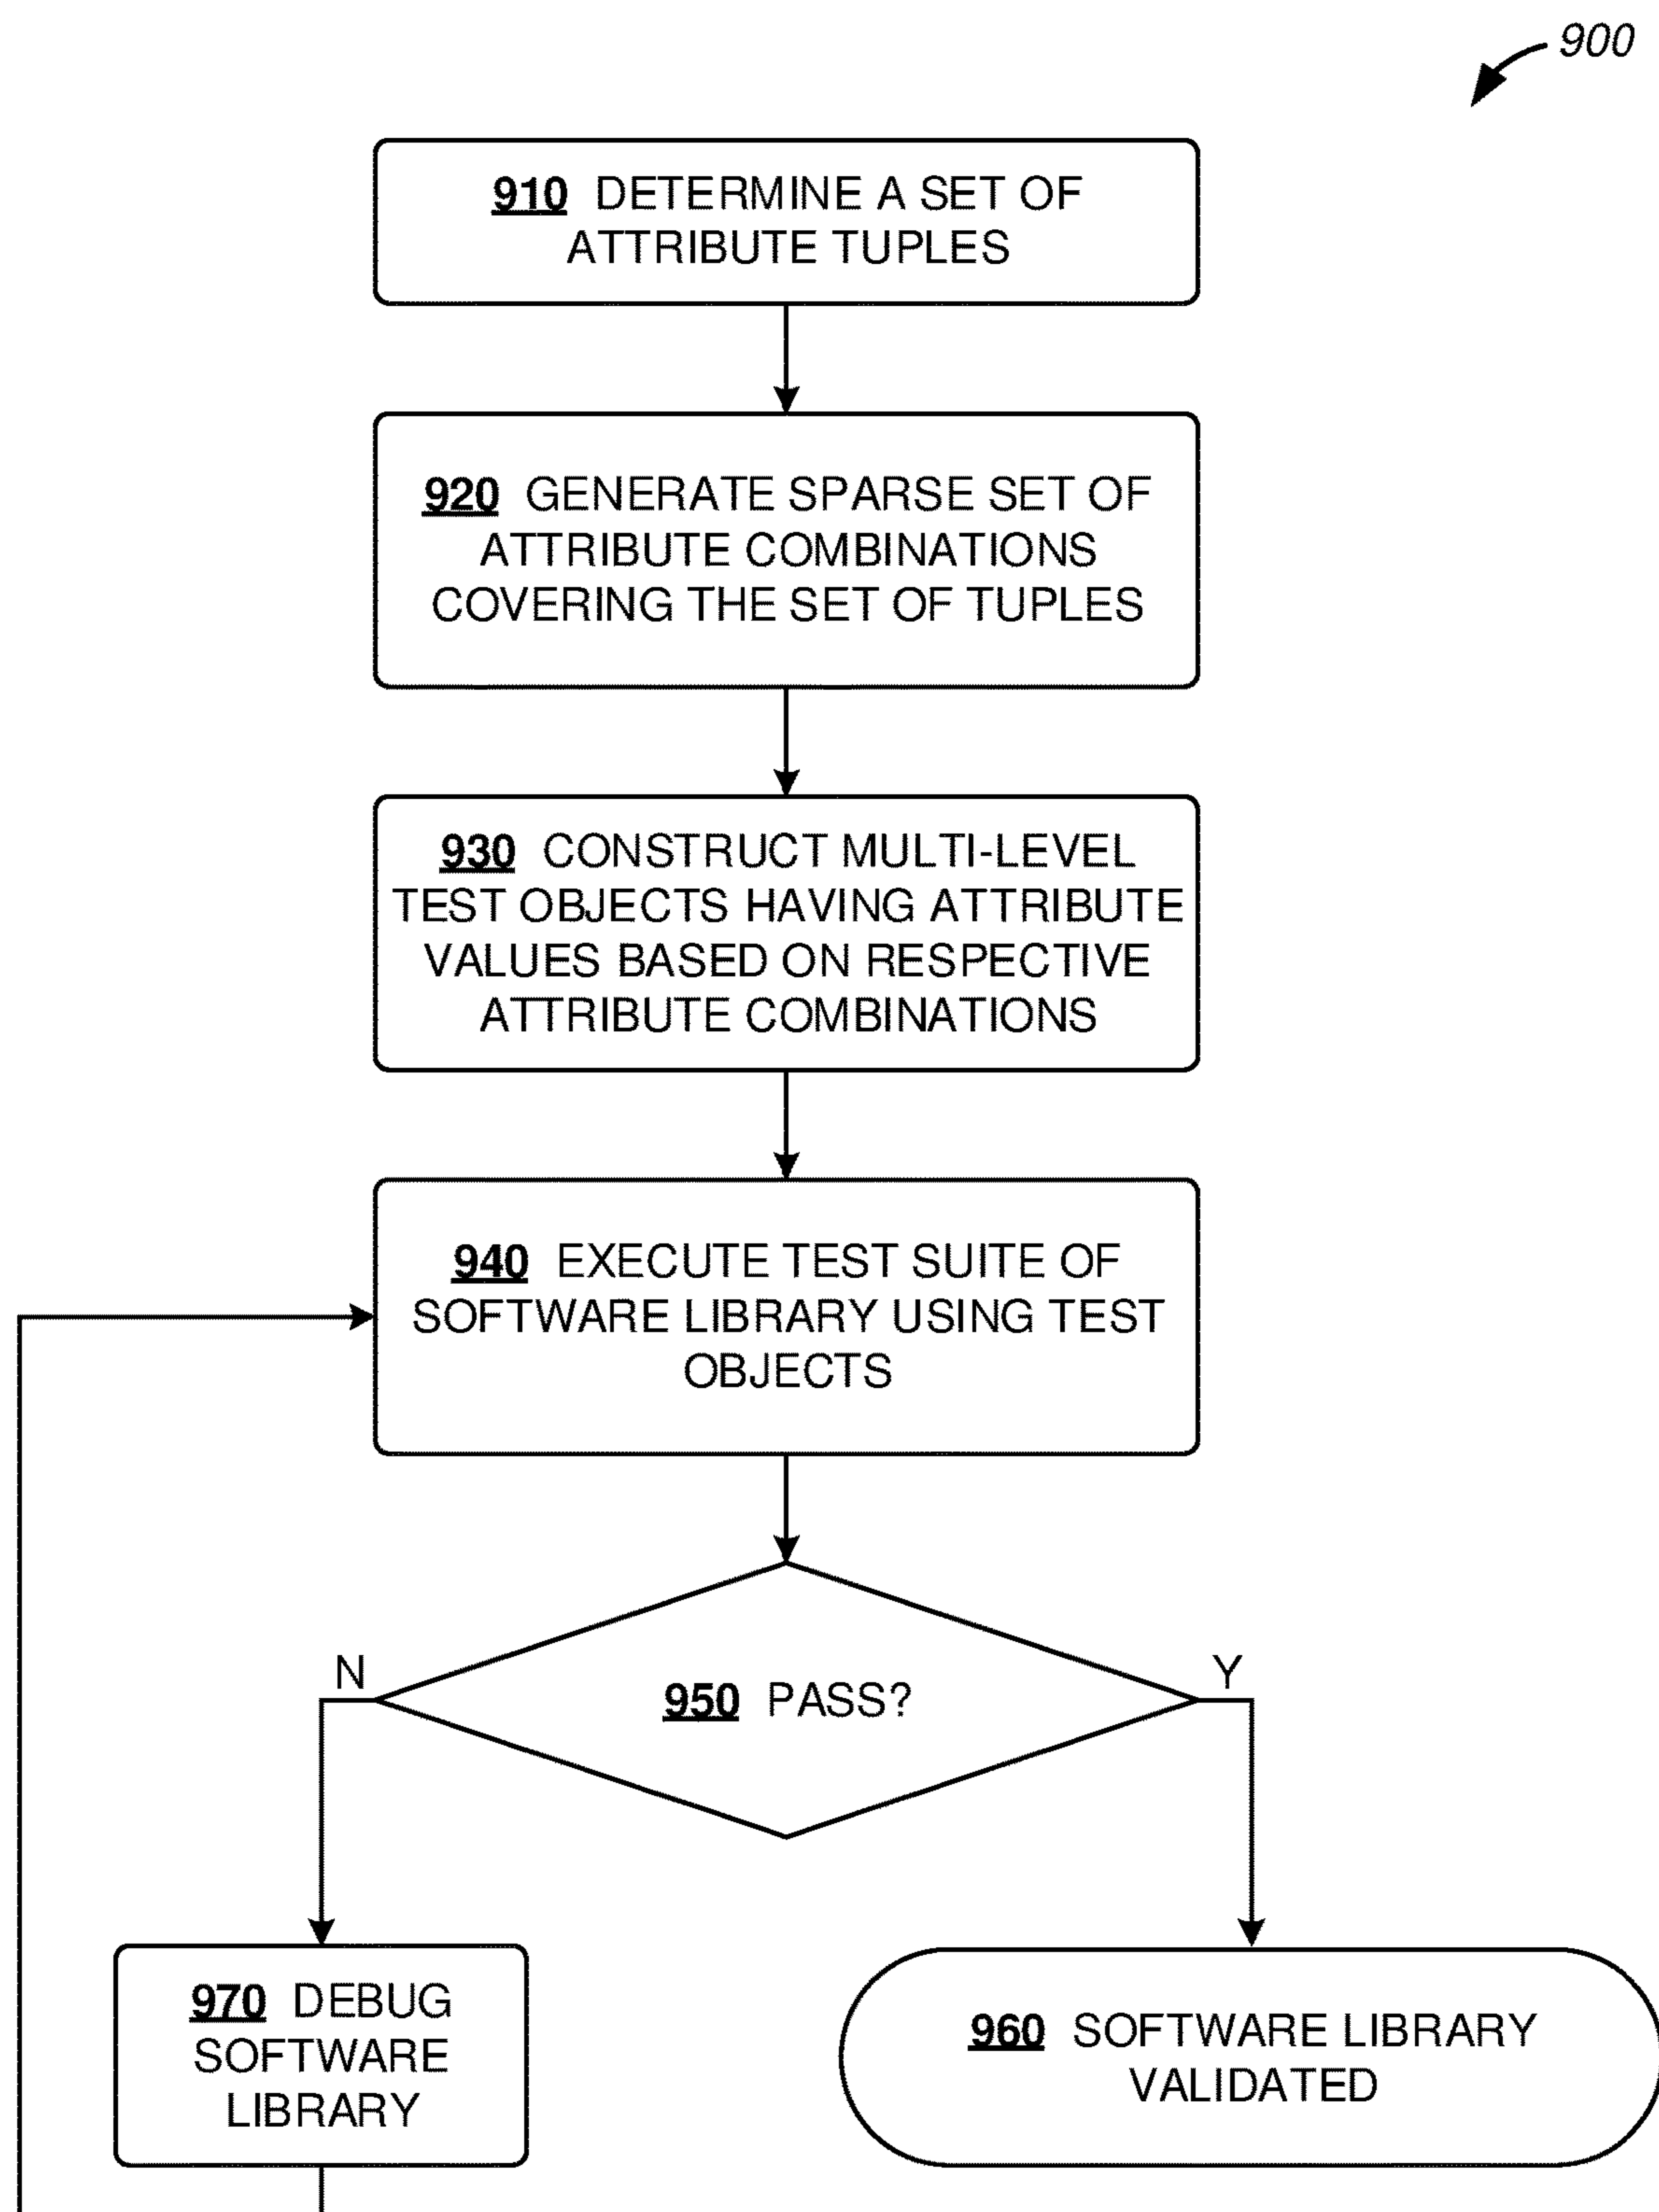 900
910 DETERMINE A SET OF
ATTRIBUTE TUPLES
920 GENERATE SPARSE SET OF
ATTRIBUTE COMBINATIONS
COVERING THE SET OF TUPLES
930 CONSTRUCT MULTI-LEVEL
TEST OBJECTS HAVING ATTRIBUTE
VALUES BASED ON RESPECTIVE
ATTRIBUTE COMBINATIONS
940 EXECUTE TEST SUITE OF
SOFTWARE LIBRARY USING TEST
OBJECTS
N
Y
950 PASS?
970 DEBUG
SOFTWARE
LIBRARY
960 SOFTWARE LIBRARY
VALIDATED